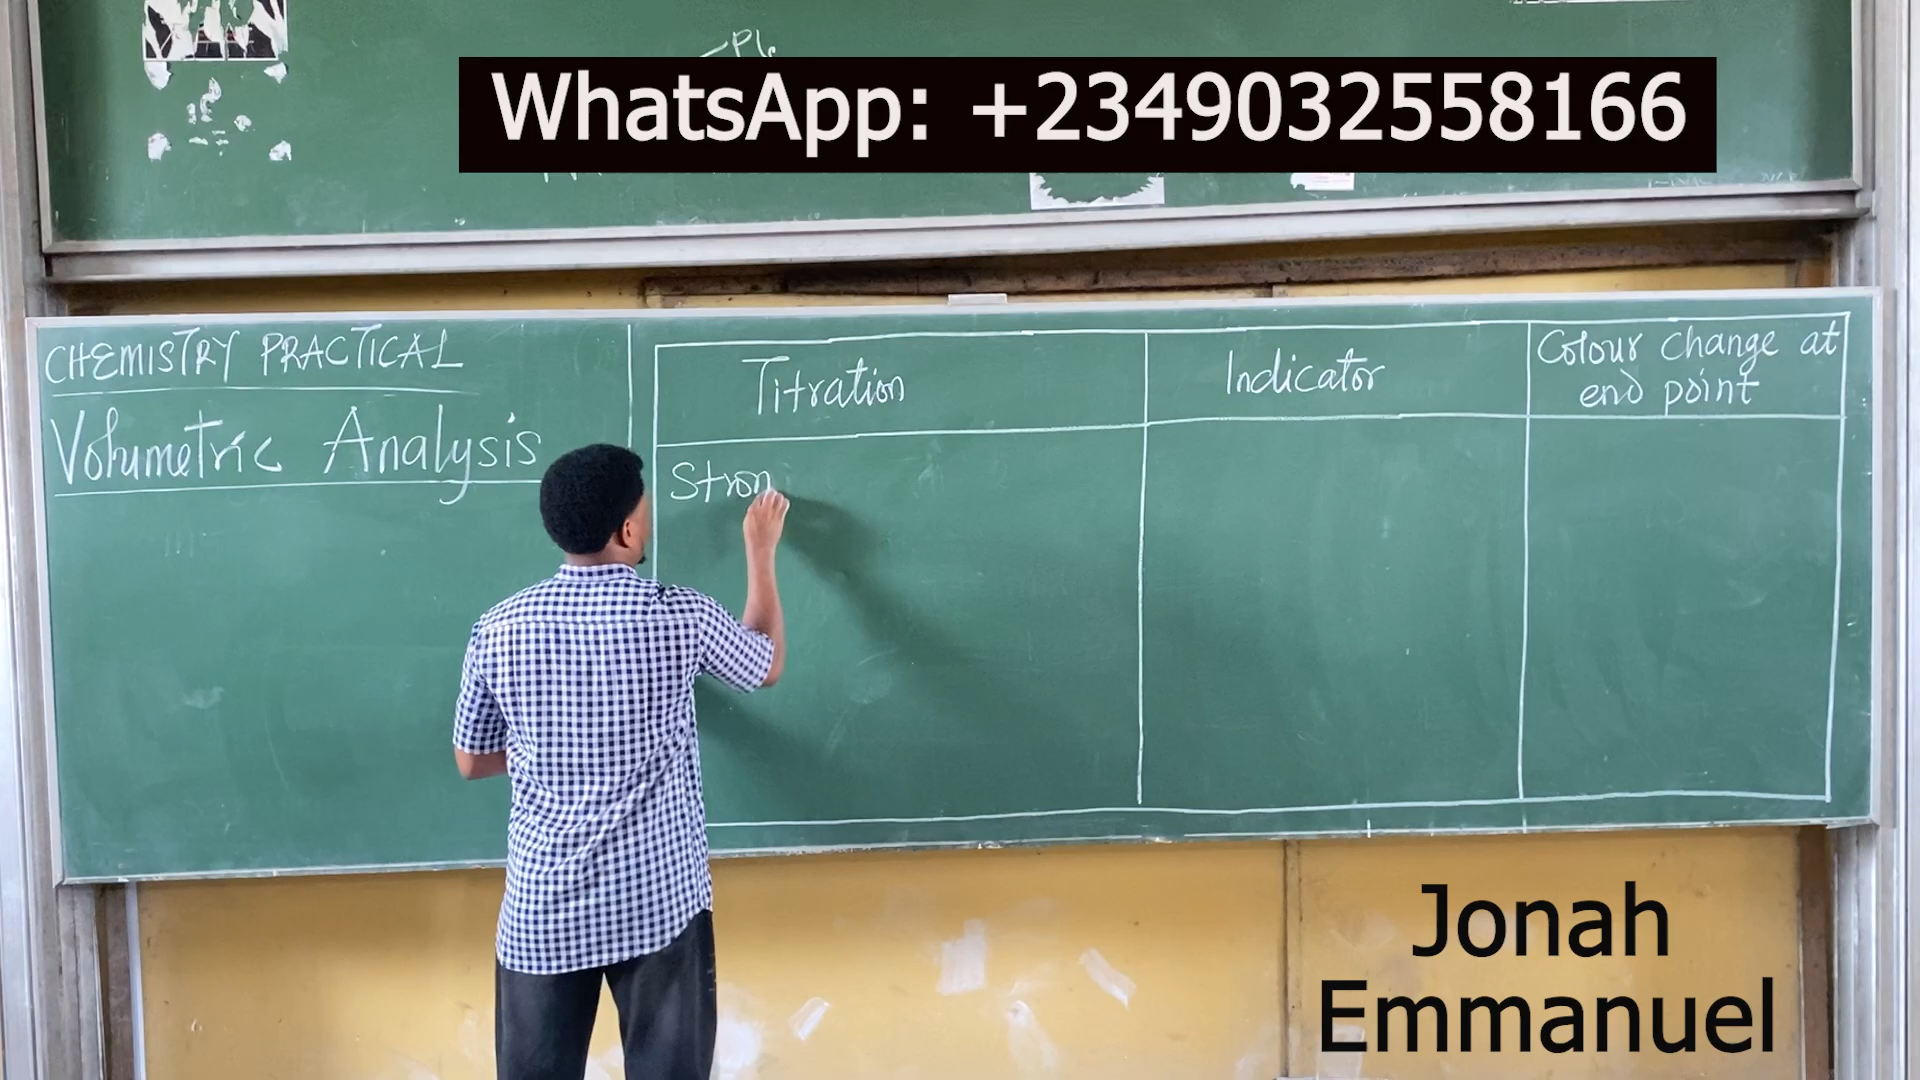 WhatsApp: +2349032558166
CHEMISTRY PRACTICAL
Volumetric Analysis
Titration
Indicator
Colour change at
end point
Stron
Jonah
Emmanuel